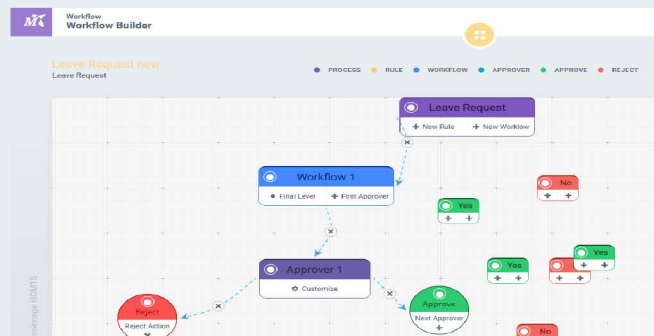 Workflow
Workflow Builder
Leave Request new
Leave Request
PROCESS RULE WORKFLOW APPROVER APPROVE REJECT
Leave Request
+ New Rule + New Worklow
Workflow 1
Final Level + First Approver
No
Yes
Yes
Approver 1
Yes
Customize
Reject
Reject Action
Approve
Next Approver
No